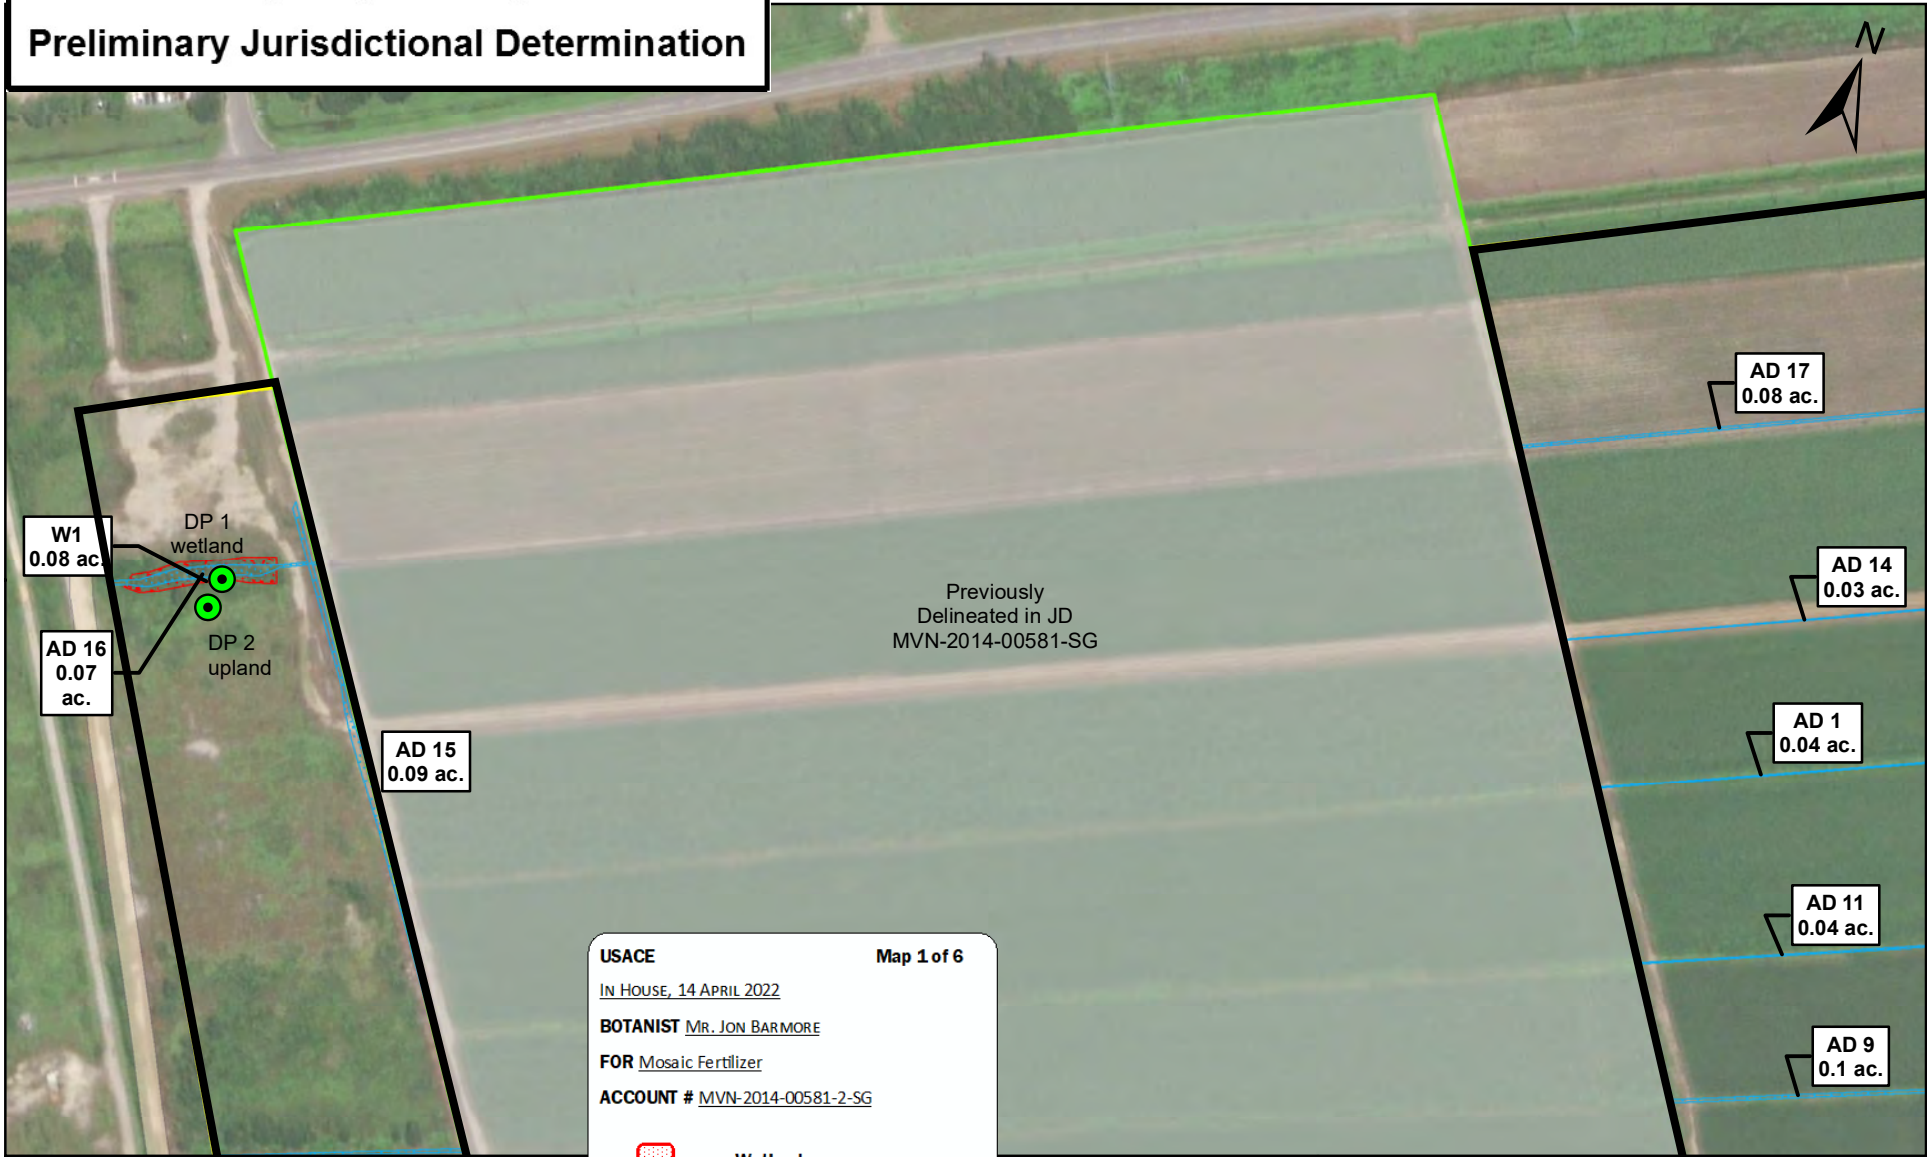 Preliminary Jurisdictional Determination
N
AD 17
0.08 ac.
W1
0.08 ac.
DP 1
wetland
AD 14
0.03 ac.
Previously
Delineated in JD
MVN-2014-00581-SG
AD 16
0.07
ac.
DP 2
upland
AD 15
0.09 ac.
AD 1
0.04 ac.
AD 11
0.04 ac.
USACE Map 1 of 6
IN HOUSE, 14 APRIL 2022
BOTANIST MR. JON BARMORE
FOR Mosaic Fertilizer
ACCOUNT # MVN-2014-00581-2-SG
AD 9
0.1 ac.